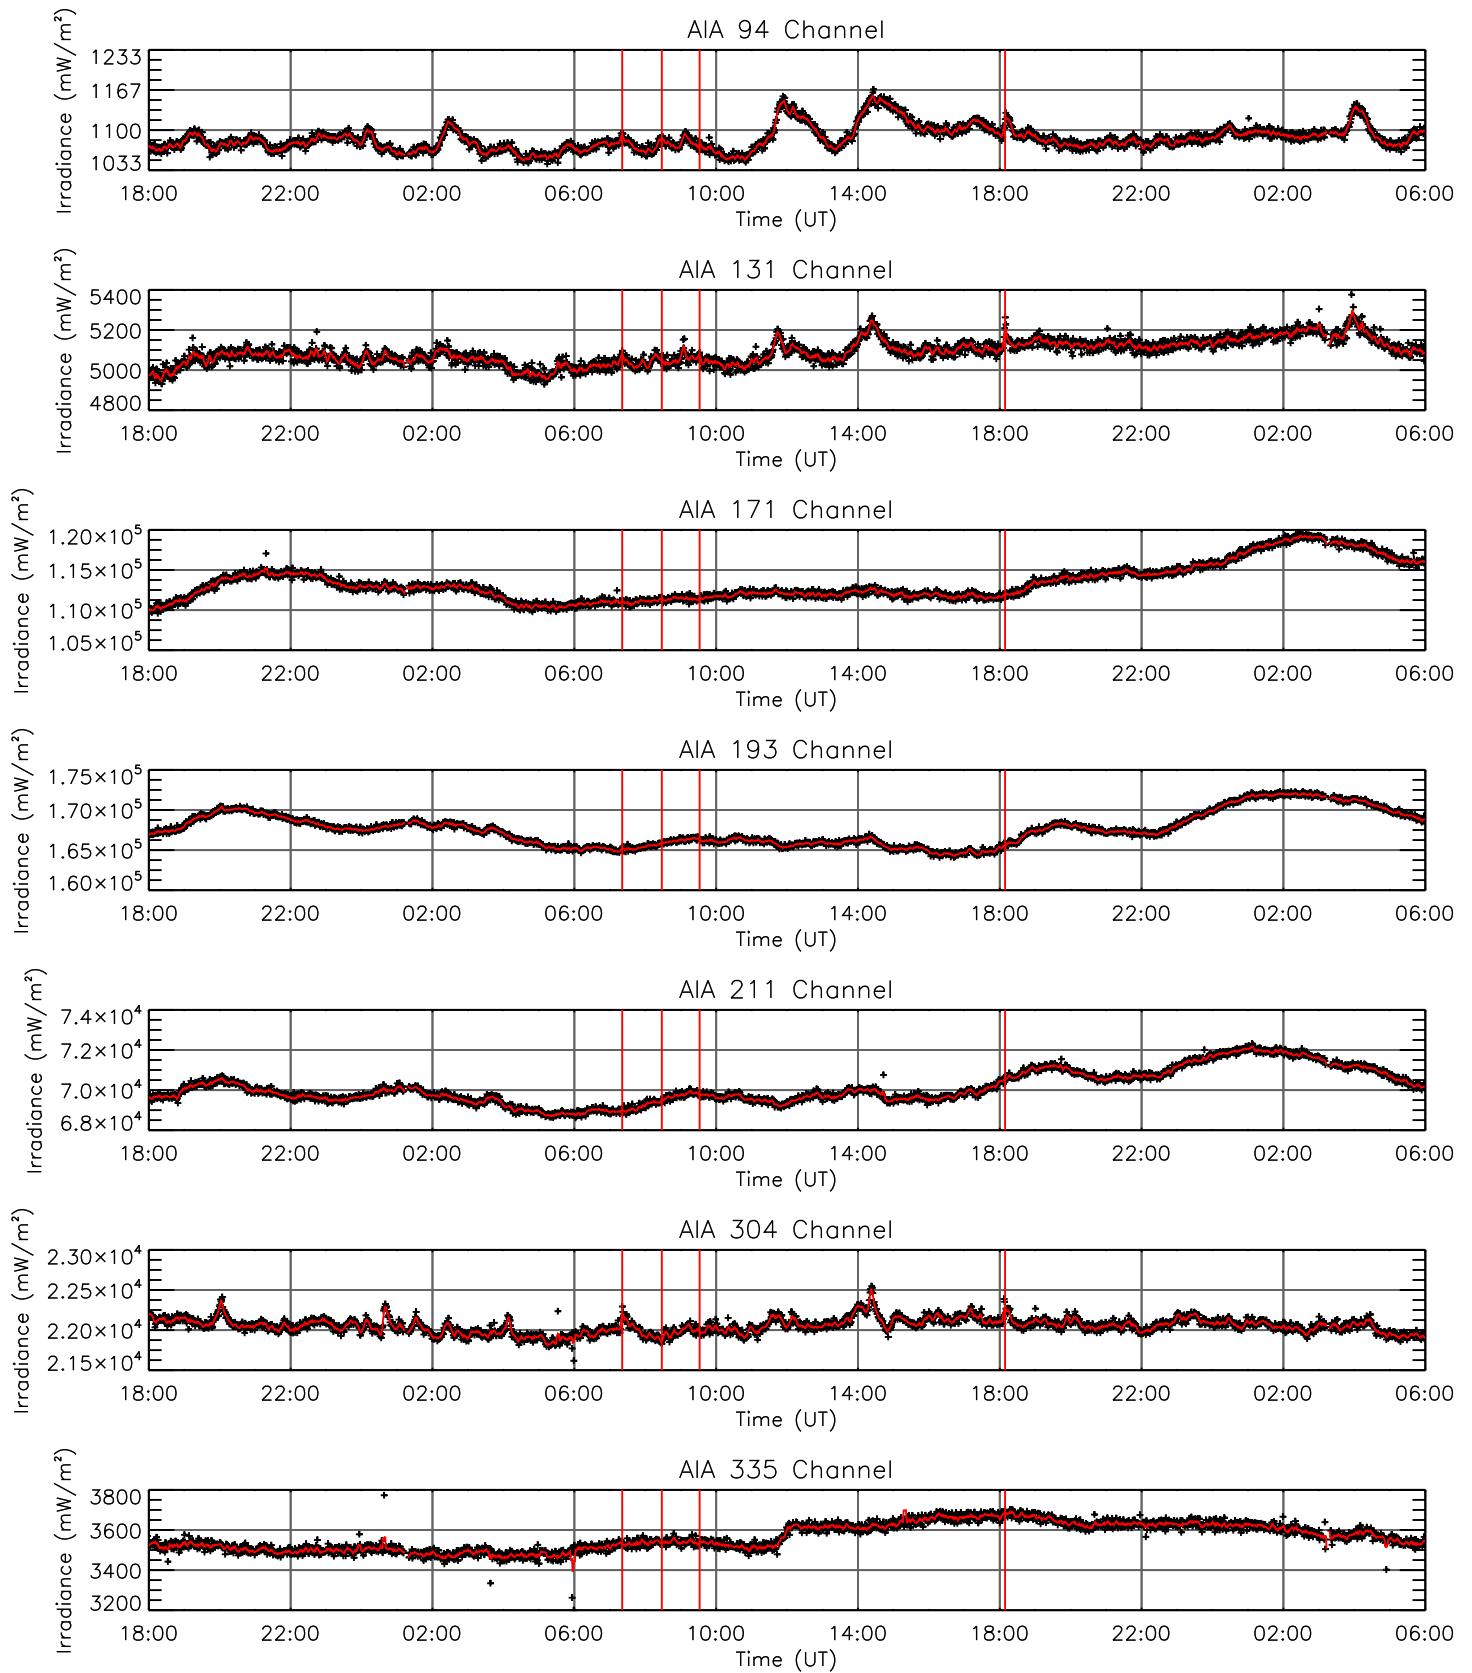 AIA 94 Channel
Irradiance (mW/m²)
1233
1167
1100
1033
18:00 22:00 02:00 06:00 10:00 14:00 18:00 22:00 02:00 06:00
Time (UT)
AIA 131 Channel
Irradiance (mW/m²)
5400
5200
5000
4800
18:00 22:00 02:00 06:00 10:00 14:00 18:00 22:00 02:00 06:00
Time (UT)
AIA 171 Channel
Irradiance (mW/m²)
1.20×10⁵
1.15×10⁵
1.10×10⁵
1.05×10⁵
18:00 22:00 02:00 06:00 10:00 14:00 18:00 22:00 02:00 06:00
Time (UT)
AIA 193 Channel
Irradiance (mW/m²)
1.75×10⁵
1.70×10⁵
1.65×10⁵
1.60×10⁵
18:00 22:00 02:00 06:00 10:00 14:00 18:00 22:00 02:00 06:00
Time (UT)
AIA 211 Channel
Irradiance (mW/m²)
7.4×10⁴
7.2×10⁴
7.0×10⁴
6.8×10⁴
18:00 22:00 02:00 06:00 10:00 14:00 18:00 22:00 02:00 06:00
Time (UT)
AIA 304 Channel
Irradiance (mW/m²)
2.30×10⁴
2.25×10⁴
2.20×10⁴
2.15×10⁴
18:00 22:00 02:00 06:00 10:00 14:00 18:00 22:00 02:00 06:00
Time (UT)
AIA 335 Channel
Irradiance (mW/m²)
3800
3600
3400
3200
18:00 22:00 02:00 06:00 10:00 14:00 18:00 22:00 02:00 06:00
Time (UT)